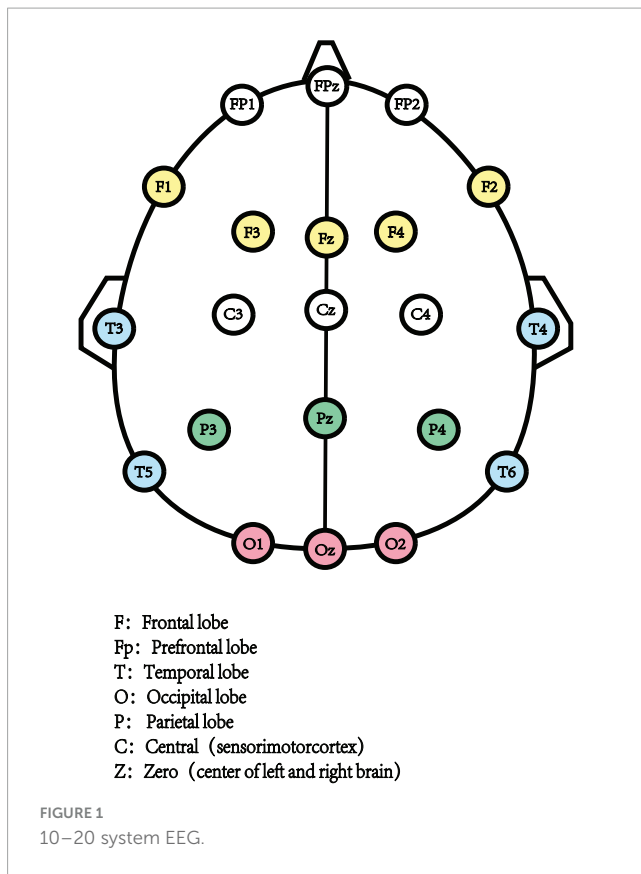 FPz
FP1 FP2
F1 F2
F3 Fz F4
C3 Cz C4
T3 T4
P3 Pz P4
T5 T6
O1 Oz O2
F: Frontal lobe
Fp: Prefrontal lobe
T: Temporal lobe
O: Occipital lobe
P: Parietal lobe
C: Central (sensorimotorcortex)
Z: Zero (center of left and right brain)
FIGURE 1
10–20 system EEG.